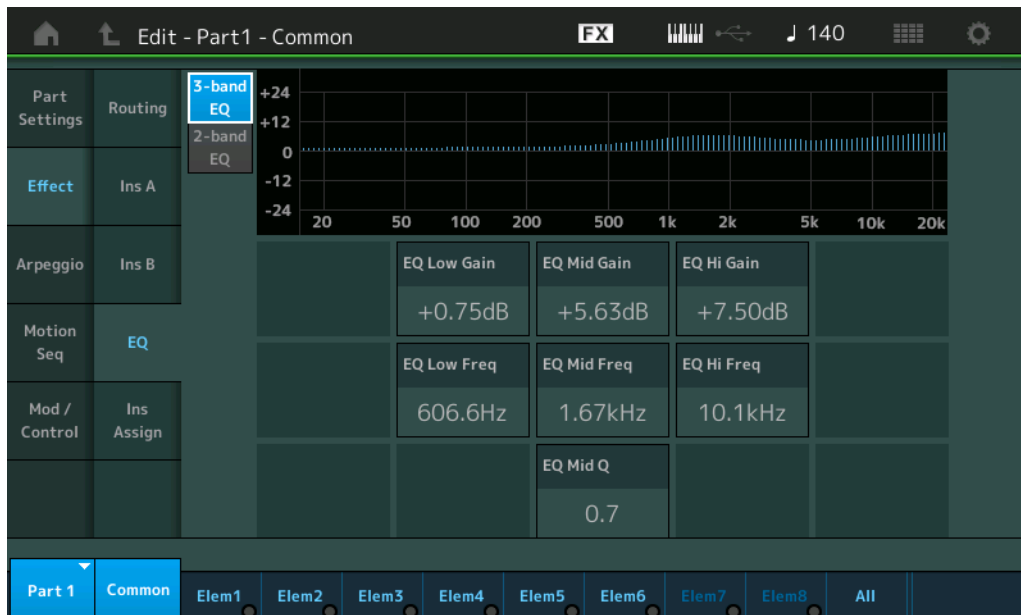 Edit - Part1 - Common
FX
140
Part
Settings
Routing
3-band
EQ
2-band
EQ
+24
+12
0
-12
-24
20 50 100 200 500 1k 2k 5k 10k 20k
Effect
Ins A
Arpeggio
Ins B
EQ Low Gain
EQ Mid Gain
EQ Hi Gain
+0.75dB
+5.63dB
+7.50dB
Motion
Seq
EQ
EQ Low Freq
EQ Mid Freq
EQ Hi Freq
606.6Hz
1.67kHz
10.1kHz
Mod /
Control
Ins
Assign
EQ Mid Q
0.7
Part 1
Common
Elem1
Elem2
Elem3
Elem4
Elem5
Elem6
Elem7
Elem8
All